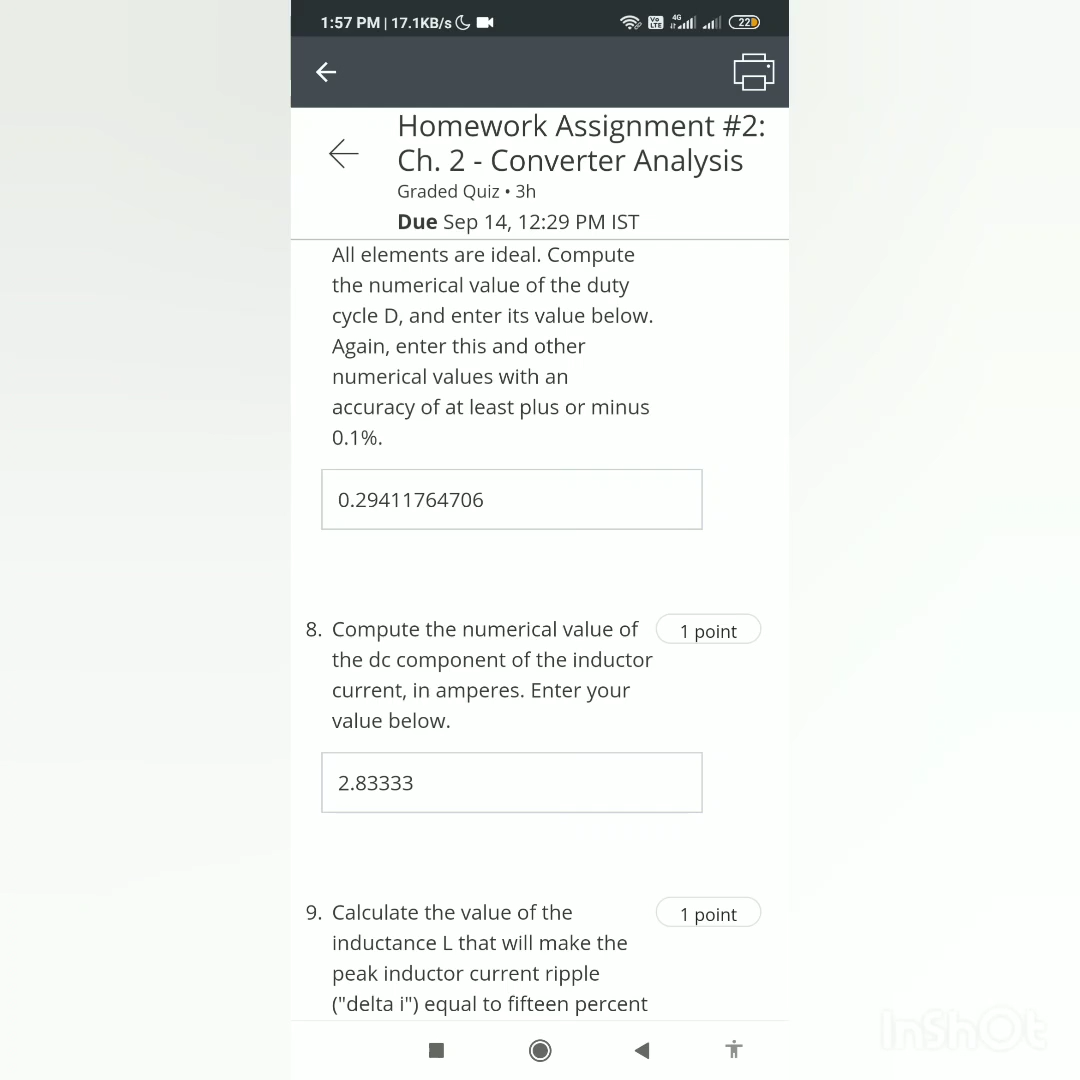 1:57 PM | 17.1KB/s
Vo LTE 4G 22
Homework Assignment #2:
Ch. 2 - Converter Analysis
Graded Quiz • 3h
Due Sep 14, 12:29 PM IST
All elements are ideal. Compute
the numerical value of the duty
cycle D, and enter its value below.
Again, enter this and other
numerical values with an
accuracy of at least plus or minus
0.1%.
0.29411764706
8. Compute the numerical value of 1 point
the dc component of the inductor
current, in amperes. Enter your
value below.
2.83333
9. Calculate the value of the 1 point
inductance L that will make the
peak inductor current ripple
("delta i") equal to fifteen percent
InShOt